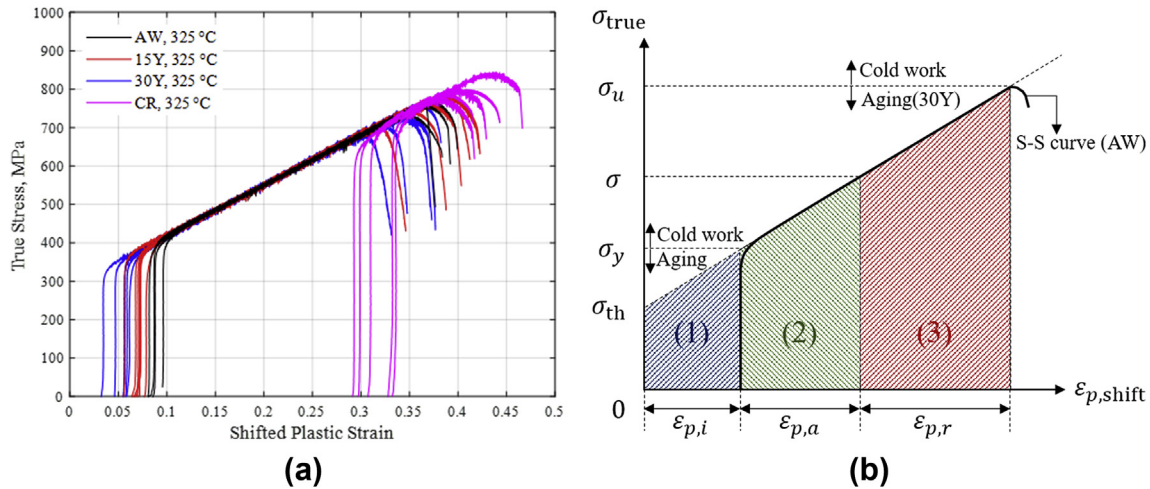 1000
900
800
700
600
500
400
300
200
100
0
True Stress, MPa
AW, 325 °C
15Y, 325 °C
30Y, 325 °C
CR, 325 °C
0 0.05 0.1 0.15 0.2 0.25 0.3 0.35 0.4 0.45 0.5
Shifted Plastic Strain
(a)
σtrue
σu
σ
σy
σth
0
Cold work
Aging(30Y)
S-S curve (AW)
Cold work
Aging
(1)
(2)
(3)
εp,shift
εp,i
εp,a
εp,r
(b)